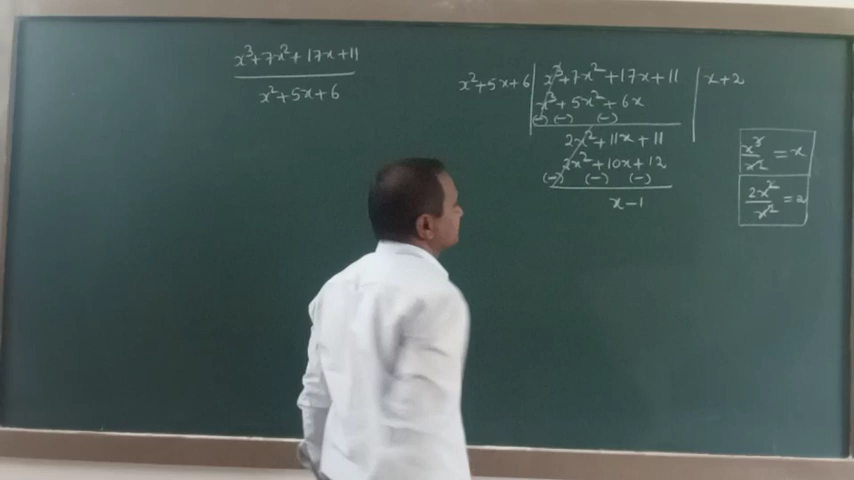 x³+7x²+17x+11
x²+5x+6
x²+5x+6 | x³+7x²+17x+11 | x+2
x³+5x²+6x
(-) (-) (-)
2x²+11x+11
2x²+10x+12
(-) (-) (-)
x-1
x³/x² = x
2x²/x² = 2